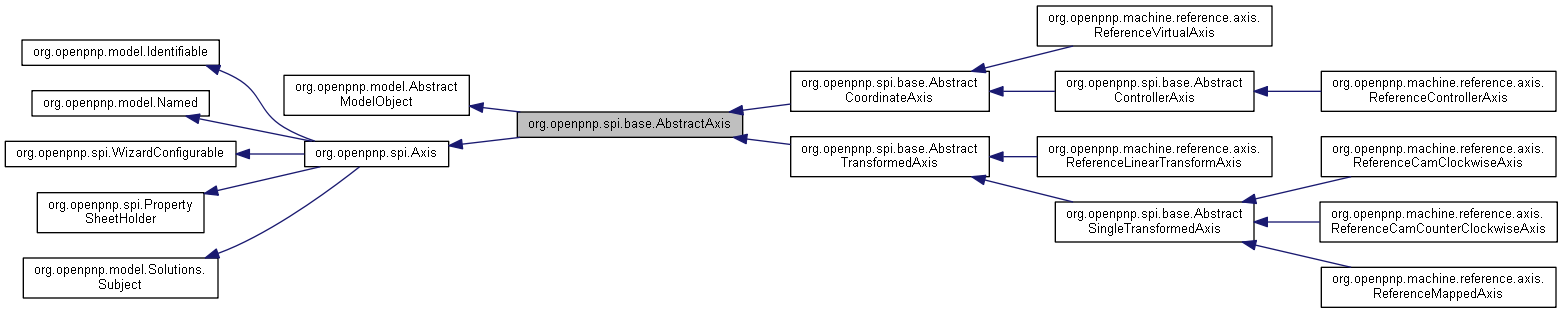 org.openpnp.model.Identifiable
org.openpnp.model.Named
org.openpnp.spi.WizardConfigurable
org.openpnp.spi.Property
SheetHolder
org.openpnp.model.Solutions.
Subject
org.openpnp.model.Abstract
ModelObject
org.openpnp.spi.Axis
org.openpnp.spi.base.AbstractAxis
org.openpnp.spi.base.Abstract
CoordinateAxis
org.openpnp.spi.base.Abstract
TransformedAxis
org.openpnp.machine.reference.axis.
ReferenceVirtualAxis
org.openpnp.spi.base.Abstract
ControllerAxis
org.openpnp.machine.reference.axis.
ReferenceLinearTransformAxis
org.openpnp.spi.base.Abstract
SingleTransformedAxis
org.openpnp.machine.reference.axis.
ReferenceControllerAxis
org.openpnp.machine.reference.axis.
ReferenceCamClockwiseAxis
org.openpnp.machine.reference.axis.
ReferenceCamCounterClockwiseAxis
org.openpnp.machine.reference.axis.
ReferenceMappedAxis